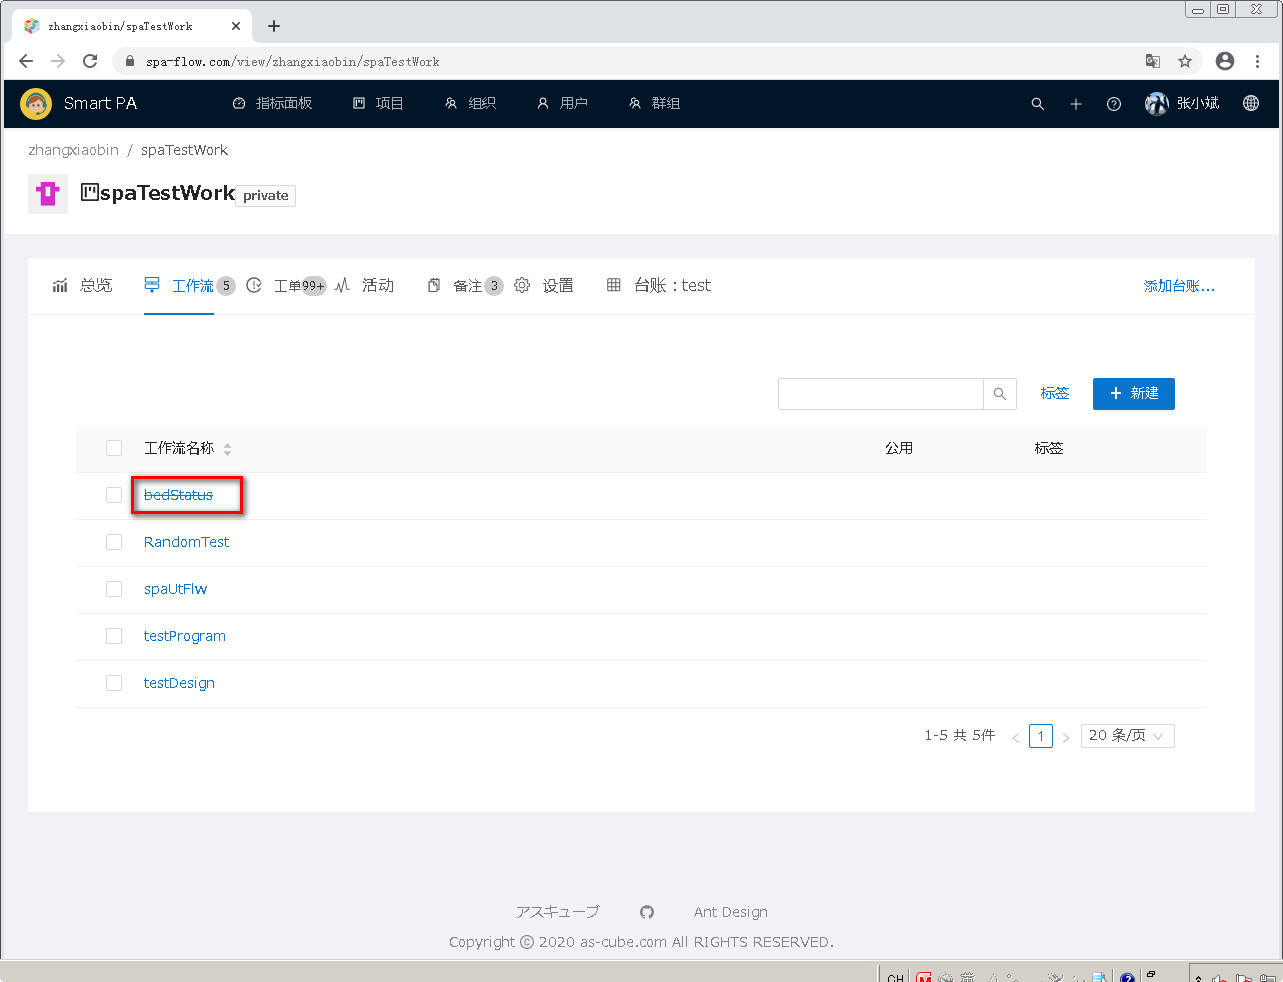 zhangxiaobin/spaTestWork
spa-flow.com/view/zhangxiaobin/spaTestWork
Smart PA 指标面板 项目 组织 用户 群组 张小斌
zhangxiaobin / spaTestWork
spaTestWork private
总览 工作流 5 工单 99+ 活动 备注 3 设置 台账：test 添加台账...
标签 + 新建
工作流名称 公用 标签
bedStatus
RandomTest
spaUtFlw
testProgram
testDesign
1-5 共 5件 < 1 > 20 条/页
アスキューブ Ant Design
Copyright © 2020 as-cube.com All RIGHTS RESERVED.
CH